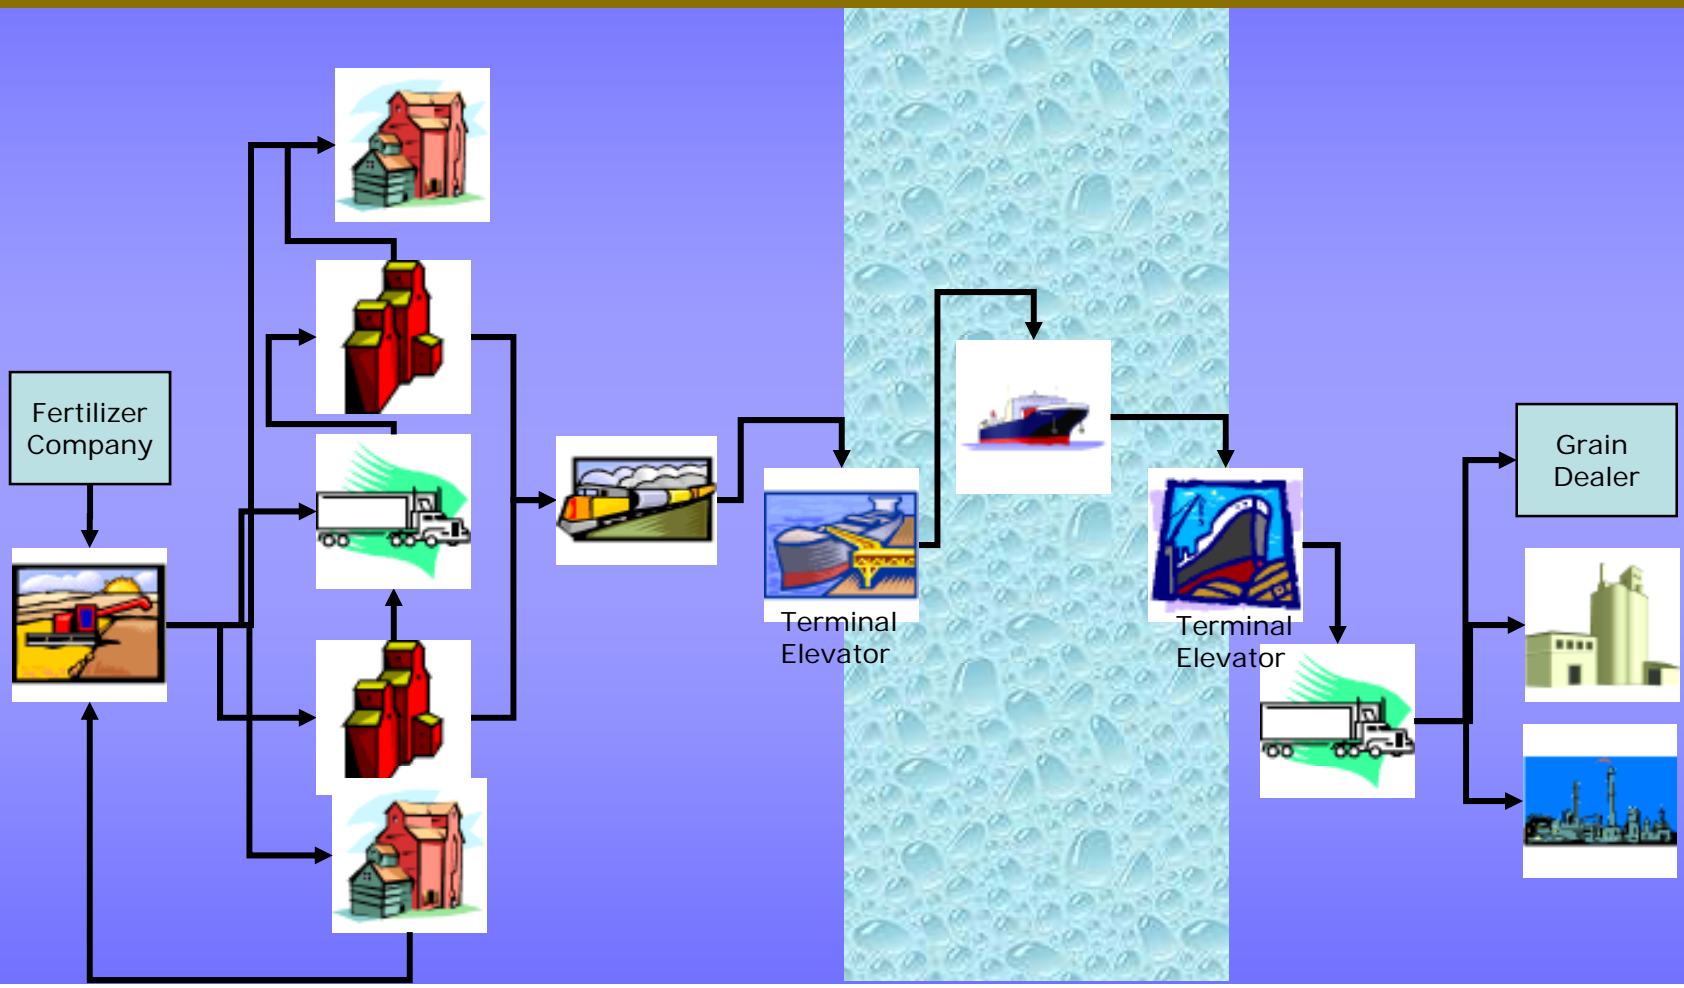 Fertilizer
Company
Terminal
Elevator
Terminal
Elevator
Grain
Dealer